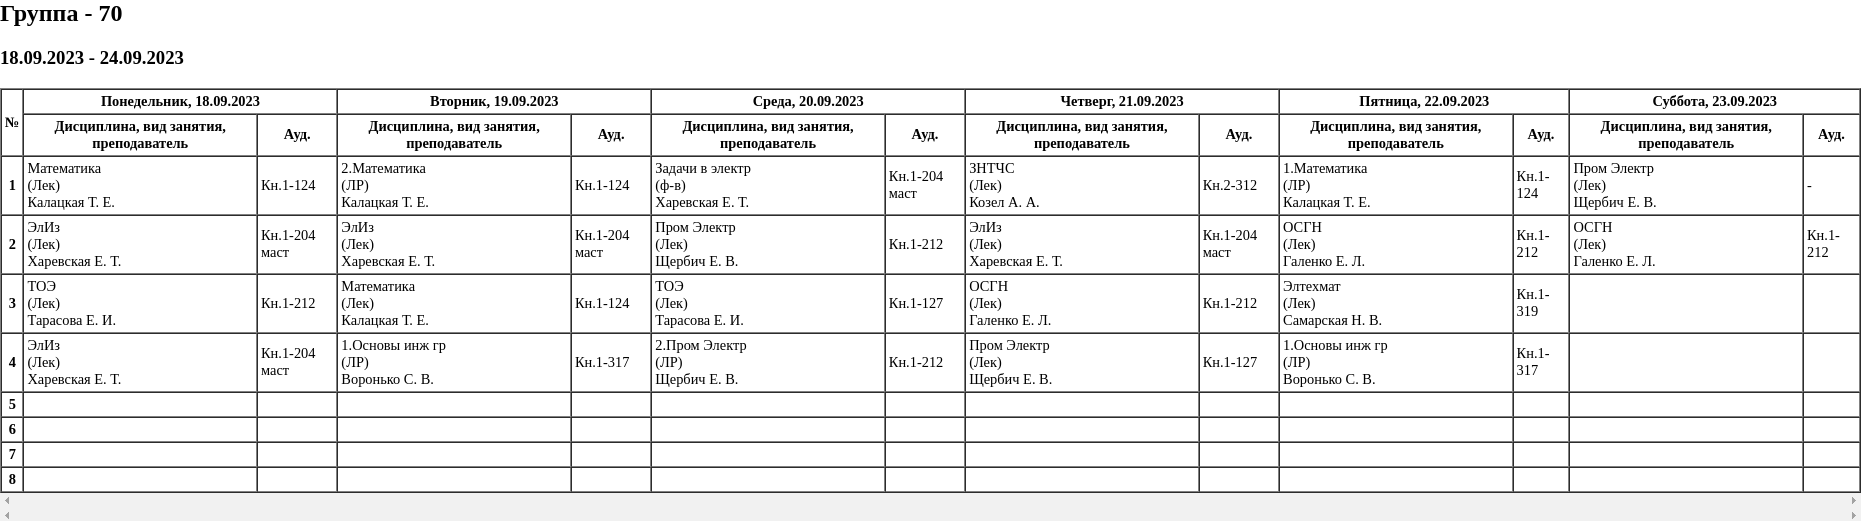 Группа - 70
18.09.2023 - 24.09.2023
№ Понедельник, 18.09.2023 Вторник, 19.09.2023 Среда, 20.09.2023 Четверг, 21.09.2023 Пятница, 22.09.2023 Суббота, 23.09.2023
Дисциплина, вид занятия, преподаватель Ауд. Дисциплина, вид занятия, преподаватель Ауд. Дисциплина, вид занятия, преподаватель Ауд. Дисциплина, вид занятия, преподаватель Ауд. Дисциплина, вид занятия, преподаватель Ауд. Дисциплина, вид занятия, преподаватель Ауд.
1
Математика
(Лек)
Калацкая Т. Е.
Кн.1-124
2.Математика
(ЛР)
Калацкая Т. Е.
Кн.1-124
Задачи в электр
(ф-в)
Харевская Е. Т.
Кн.1-204
маст
ЗНТЧС
(Лек)
Козел А. А.
Кн.2-312
1.Математика
(ЛР)
Калацкая Т. Е.
Кн.1-
124
Пром Электр
(Лек)
Щербич Е. В.
-
2
ЭлИз
(Лек)
Харевская Е. Т.
Кн.1-204
маст
ЭлИз
(Лек)
Харевская Е. Т.
Кн.1-204
маст
Пром Электр
(Лек)
Щербич Е. В.
Кн.1-212
ЭлИз
(Лек)
Харевская Е. Т.
Кн.1-204
маст
ОСГН
(Лек)
Галенко Е. Л.
Кн.1-
212
ОСГН
(Лек)
Галенко Е. Л.
Кн.1-
212
3
ТОЭ
(Лек)
Тарасова Е. И.
Кн.1-212
Математика
(Лек)
Калацкая Т. Е.
Кн.1-124
ТОЭ
(Лек)
Тарасова Е. И.
Кн.1-127
ОСГН
(Лек)
Галенко Е. Л.
Кн.1-212
Элтехмат
(Лек)
Самарская Н. В.
Кн.1-
319
4
ЭлИз
(Лек)
Харевская Е. Т.
Кн.1-204
маст
1.Основы инж гр
(ЛР)
Воронько С. В.
Кн.1-317
2.Пром Электр
(ЛР)
Щербич Е. В.
Кн.1-212
Пром Электр
(Лек)
Щербич Е. В.
Кн.1-127
1.Основы инж гр
(ЛР)
Воронько С. В.
Кн.1-
317
5
6
7
8